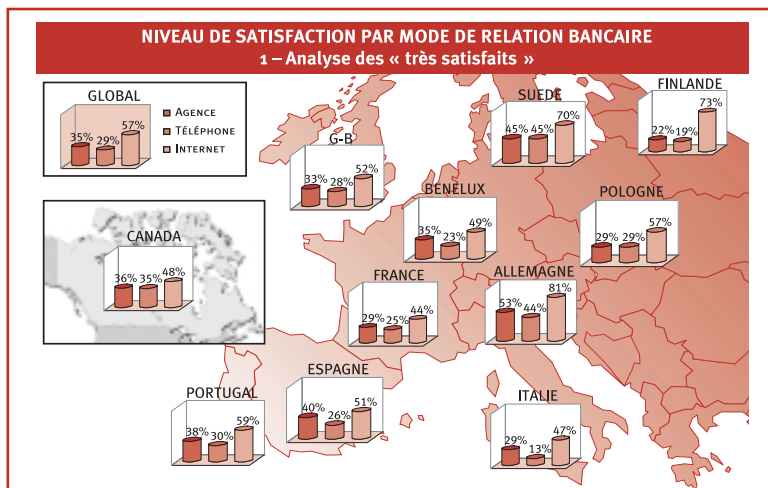 NIVEAU DE SATISFACTION PAR MODE DE RELATION BANCAIRE
1 – Analyse des « très satisfaits »
GLOBAL
35% 29% 57%
AGENCE
TÉLÉPHONE
INTERNET
G-B
33% 28% 52%
SUEDE
45% 45% 70%
FINLANDE
22% 19% 73%
CANADA
36% 35% 48%
BENELUX
35% 23% 49%
POLOGNE
29% 29% 57%
FRANCE
29% 25% 44%
ALLEMAGNE
53% 44% 81%
PORTUGAL
38% 30% 59%
ESPAGNE
40% 26% 51%
ITALIE
29% 13% 47%